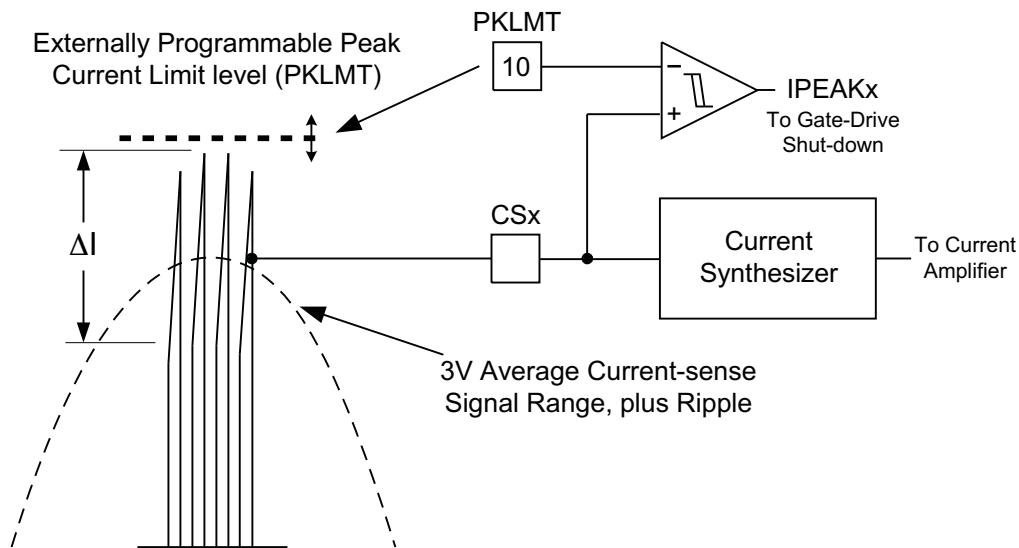 PKLMT
Externally Programmable Peak
Current Limit level (PKLMT)
10
−
+
IPEAKx
To Gate-Drive
Shut-down
ΔI
CSx
Current
Synthesizer
To Current
Amplifier
3V Average Current-sense
Signal Range, plus Ripple